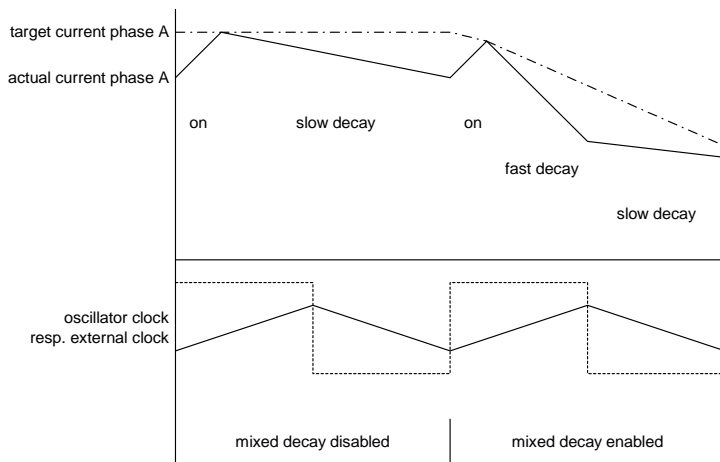 target current phase A
actual current phase A
on
slow decay
on
fast decay
slow decay
oscillator clock
resp. external clock
mixed decay disabled
mixed decay enabled